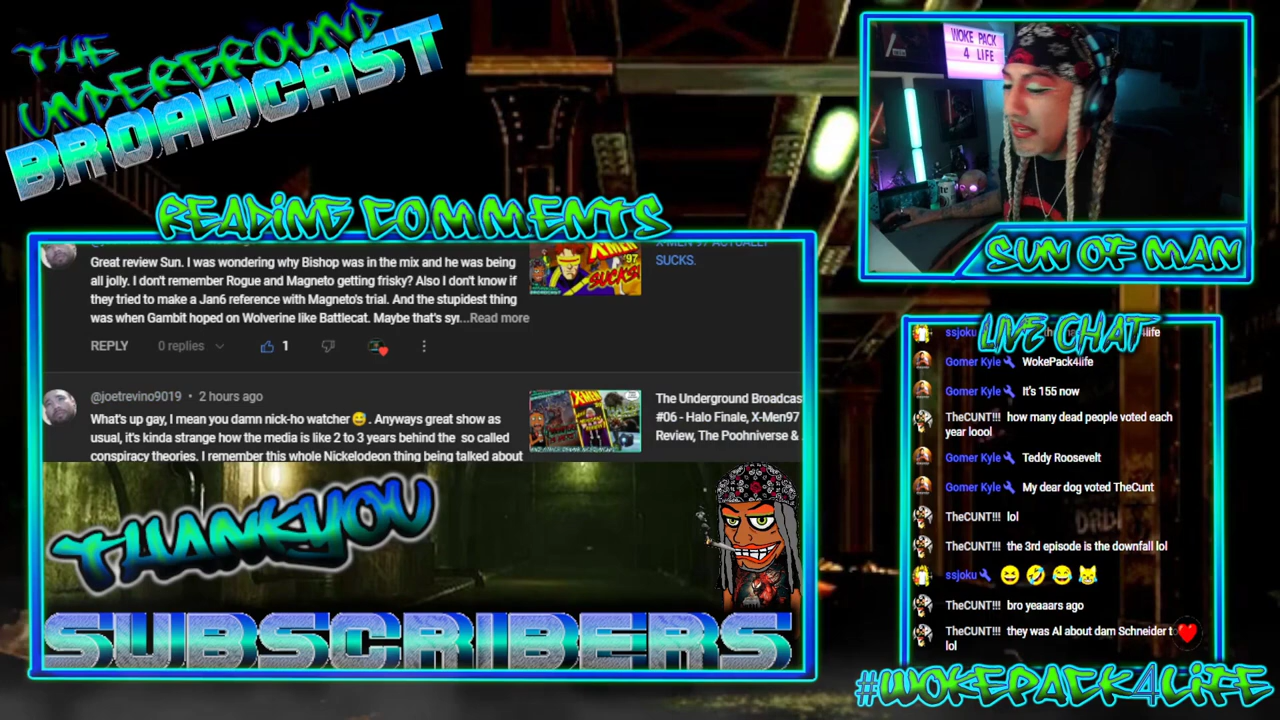 THE
UNDERGROUND
BROADCAST
READING COMMENTS
Great review Sun. I was wondering why Bishop was in the mix and he was being
all jolly. I don't remember Rogue and Magneto getting frisky? Also I don't know if
they tried to make a Jan6 reference with Magneto's trial. And the stupidest thing
was when Gambit hoped on Wolverine like Battlecat. Maybe that's syr...Read more
X-MEN
'97
SUCKS!
X-MEN 97 ACTUALLY
SUCKS.
REPLY 0 replies 1
@joetrevino9019 • 2 hours ago
What's up gay, I mean you damn nick-ho watcher 😅 . Anyways great show as
usual, it's kinda strange how the media is like 2 to 3 years behind the so called
conspiracy theories. I remember this whole Nickelodeon thing being talked about
X-MEN
The Underground Broadcas
#06 - Halo Finale, X-Men97
Review, The Poohniverse &
THANKYOU
SUBSCRIBERS
WOKE PACK
4 LIFE
SUN OF MAN
LIVE CHAT
ssjoku
Gomer Kyle WokePack4life
Gomer Kyle It's 155 now
TheCUNT!!! how many dead people voted each
year loool
Gomer Kyle Teddy Roosevelt
Gomer Kyle My dear dog voted TheCunt
TheCUNT!!! lol
TheCUNT!!! the 3rd episode is the downfall lol
ssjoku 😆 🤣 😂 😹
TheCUNT!!! bro yeaaars ago
TheCUNT!!! they was Al about dam Schneider t
lol
#WOKEPACK4LIFE